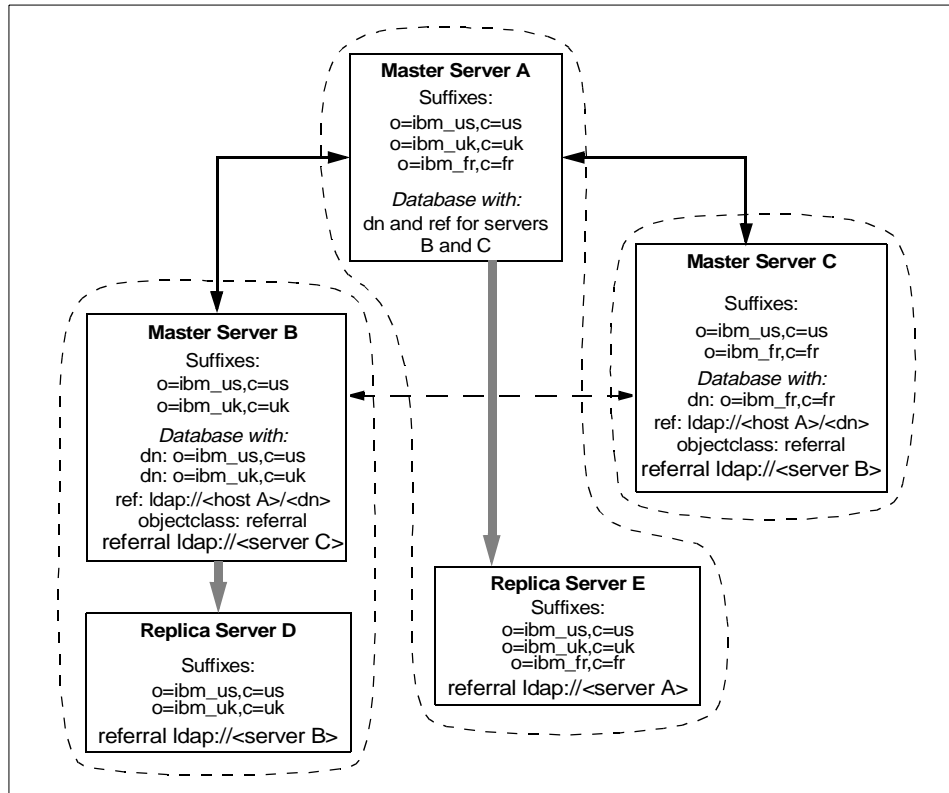 Master Server A
Suffixes:
o=ibm_us,c=us
o=ibm_uk,c=uk
o=ibm_fr,c=fr
Database with:
dn and ref for servers
B and C
Master Server C
Suffixes:
o=ibm_us,c=us
o=ibm_fr,c=fr
Database with:
dn: o=ibm_fr,c=fr
ref: ldap://<host A>/<dn>
objectclass: referral
referral ldap://<server B>
Master Server B
Suffixes:
o=ibm_us,c=us
o=ibm_uk,c=uk
Database with:
dn: o=ibm_us,c=us
dn: o=ibm_uk,c=uk
ref: ldap://<host A>/<dn>
objectclass: referral
referral ldap://<server C>
Replica Server E
Suffixes:
o=ibm_us,c=us
o=ibm_uk,c=uk
o=ibm_fr,c=fr
referral ldap://<server A>
Replica Server D
Suffixes:
o=ibm_us,c=us
o=ibm_uk,c=uk
referral ldap://<server B>